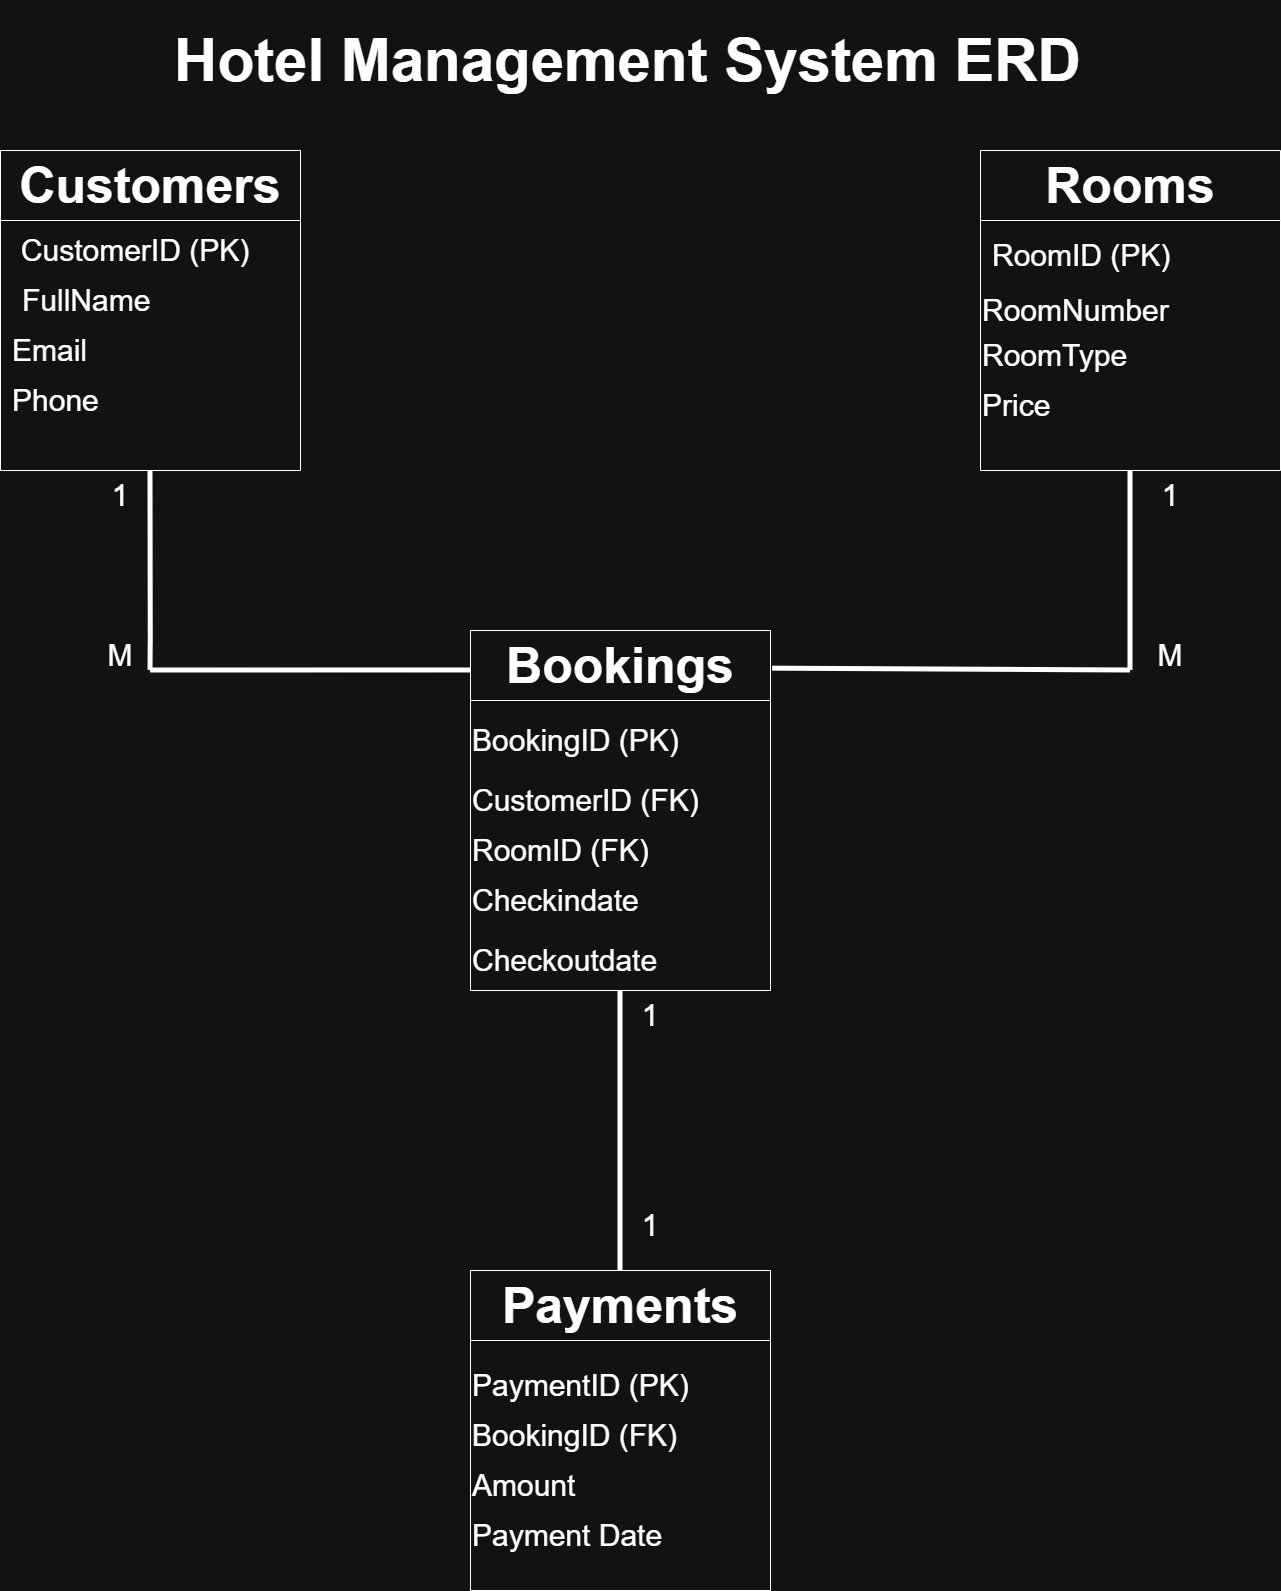 Hotel Management System ERD
Customers
CustomerID (PK)
FullName
Email
Phone
1
M
Rooms
RoomID (PK)
RoomNumber
RoomType
Price
1
M
Bookings
BookingID (PK)
CustomerID (FK)
RoomID (FK)
Checkindate
Checkoutdate
1
1
Payments
PaymentID (PK)
BookingID (FK)
Amount
Payment Date